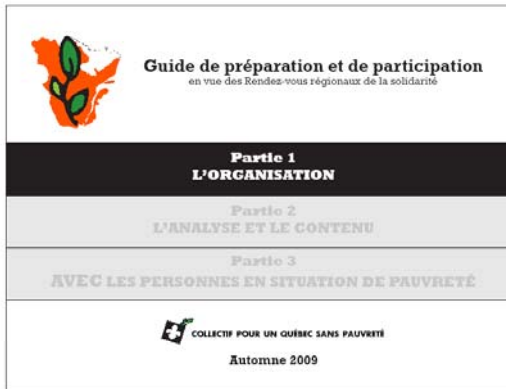 Guide de préparation et de participation
en vue des Rendez-vous régionaux de la solidarité
Partie 1
L'ORGANISATION
Partie 2
L'ANALYSE ET LE CONTENU
Partie 3
AVEC LES PERSONNES EN SITUATION DE PAUVRETÉ
COLLECTIF POUR UN QUÉBEC SANS PAUVRETÉ
Automne 2009